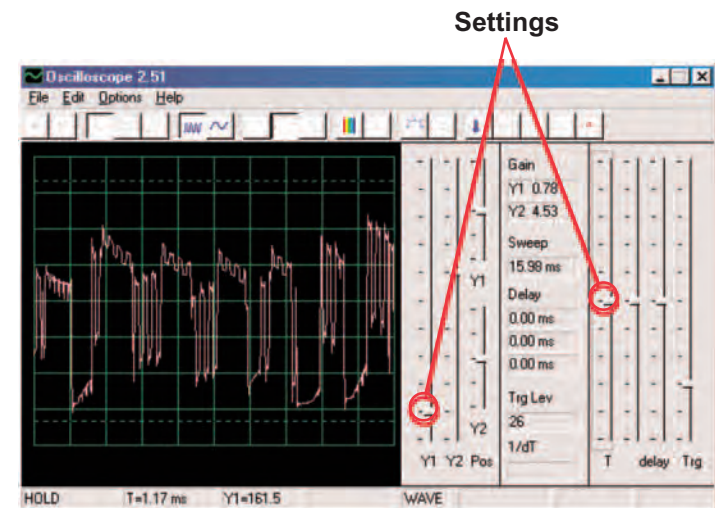 Settings
Oscilloscope 2.51
File Edit Options Help
Gain
Y1 0.78
Y2 4.53
Sweep
15.98 ms
Delay
0.00 ms
0.00 ms
0.00 ms
Trg Lev
26
1/dT
Y1
Y2
Y1 Y2 Pos
T delay Trg
HOLD T=1.17 ms Y1=161.5 WAVE